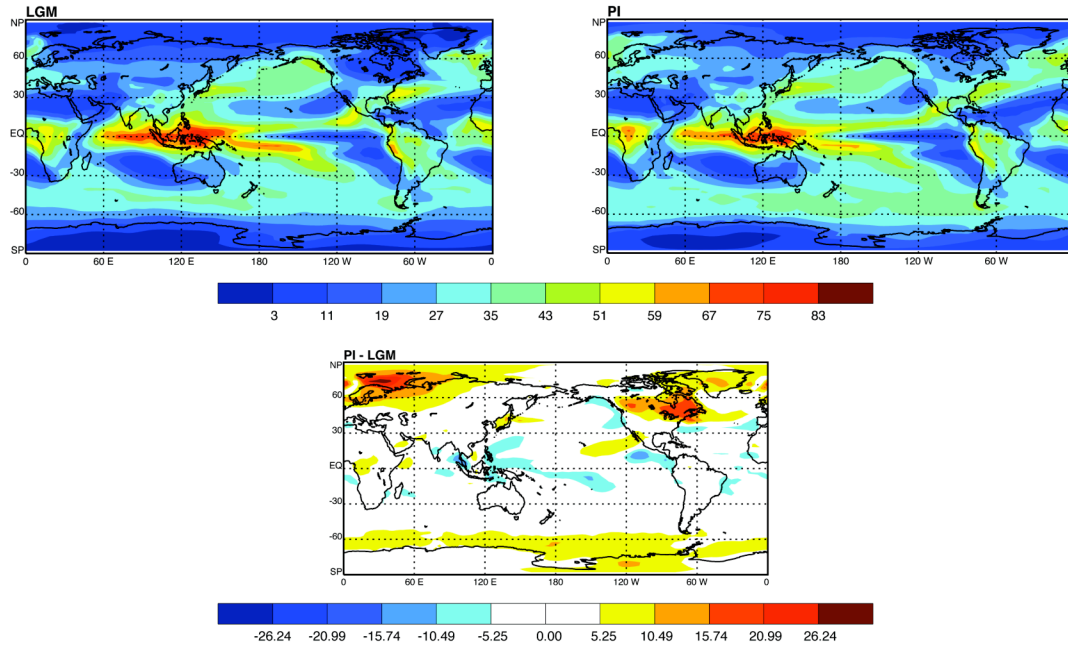 LGM PI
NP NP
60 60
30 30
EQ EQ
-30 -30
-60 -60
SP SP
0 60 E 120 E 180 120 W 60 W 0 0 60 E 120 E 180 120 W 60 W
3 11 19 27 35 43 51 59 67 75 83
PI - LGM
NP
60
30
EQ
-30
-60
SP
0 60 E 120 E 180 120 W 60 W 0
-26.24 -20.99 -15.74 -10.49 -5.25 0.00 5.25 10.49 15.74 20.99 26.24